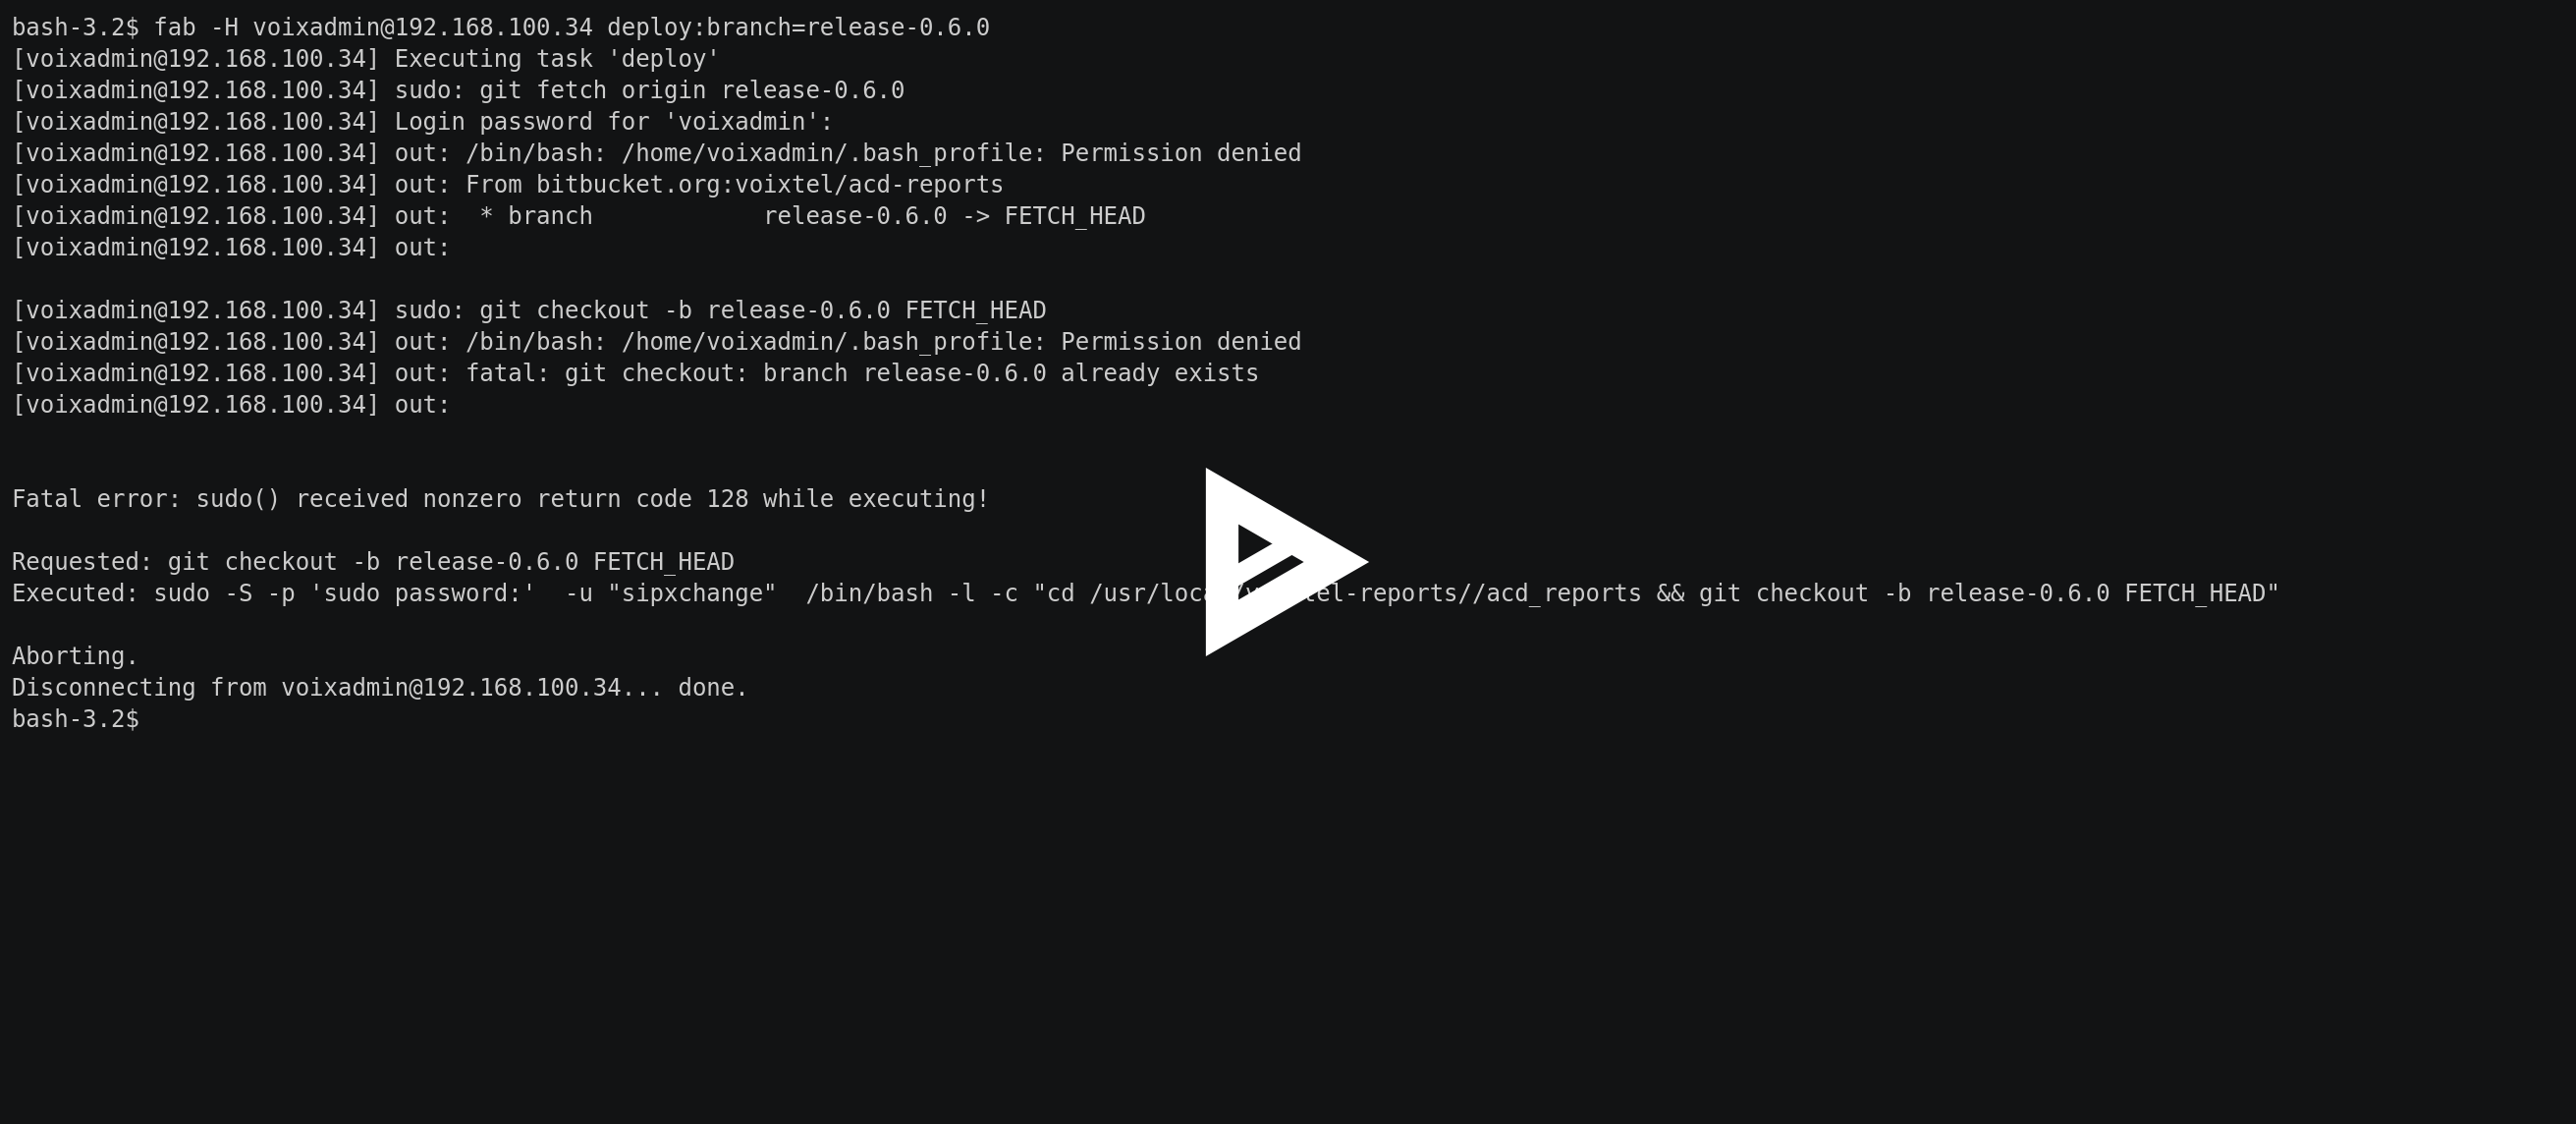 bash-3.2$ fab -H voixadmin@192.168.100.34 deploy:branch=release-0.6.0
[voixadmin@192.168.100.34] Executing task 'deploy'
[voixadmin@192.168.100.34] sudo: git fetch origin release-0.6.0
[voixadmin@192.168.100.34] Login password for 'voixadmin':
[voixadmin@192.168.100.34] out: /bin/bash: /home/voixadmin/.bash_profile: Permission denied
[voixadmin@192.168.100.34] out: From bitbucket.org:voixtel/acd-reports
[voixadmin@192.168.100.34] out:  * branch            release-0.6.0 -> FETCH_HEAD
[voixadmin@192.168.100.34] out:
[voixadmin@192.168.100.34] sudo: git checkout -b release-0.6.0 FETCH_HEAD
[voixadmin@192.168.100.34] out: /bin/bash: /home/voixadmin/.bash_profile: Permission denied
[voixadmin@192.168.100.34] out: fatal: git checkout: branch release-0.6.0 already exists
[voixadmin@192.168.100.34] out:
Fatal error: sudo() received nonzero return code 128 while executing!
Requested: git checkout -b release-0.6.0 FETCH_HEAD
Executed: sudo -S -p 'sudo password:'  -u "sipxchange"  /bin/bash -l -c "cd && git checkout -b release-0.6.0 FETCH_HEAD"
Aborting.
Disconnecting from voixadmin@192.168.100.34... done.
bash-3.2$